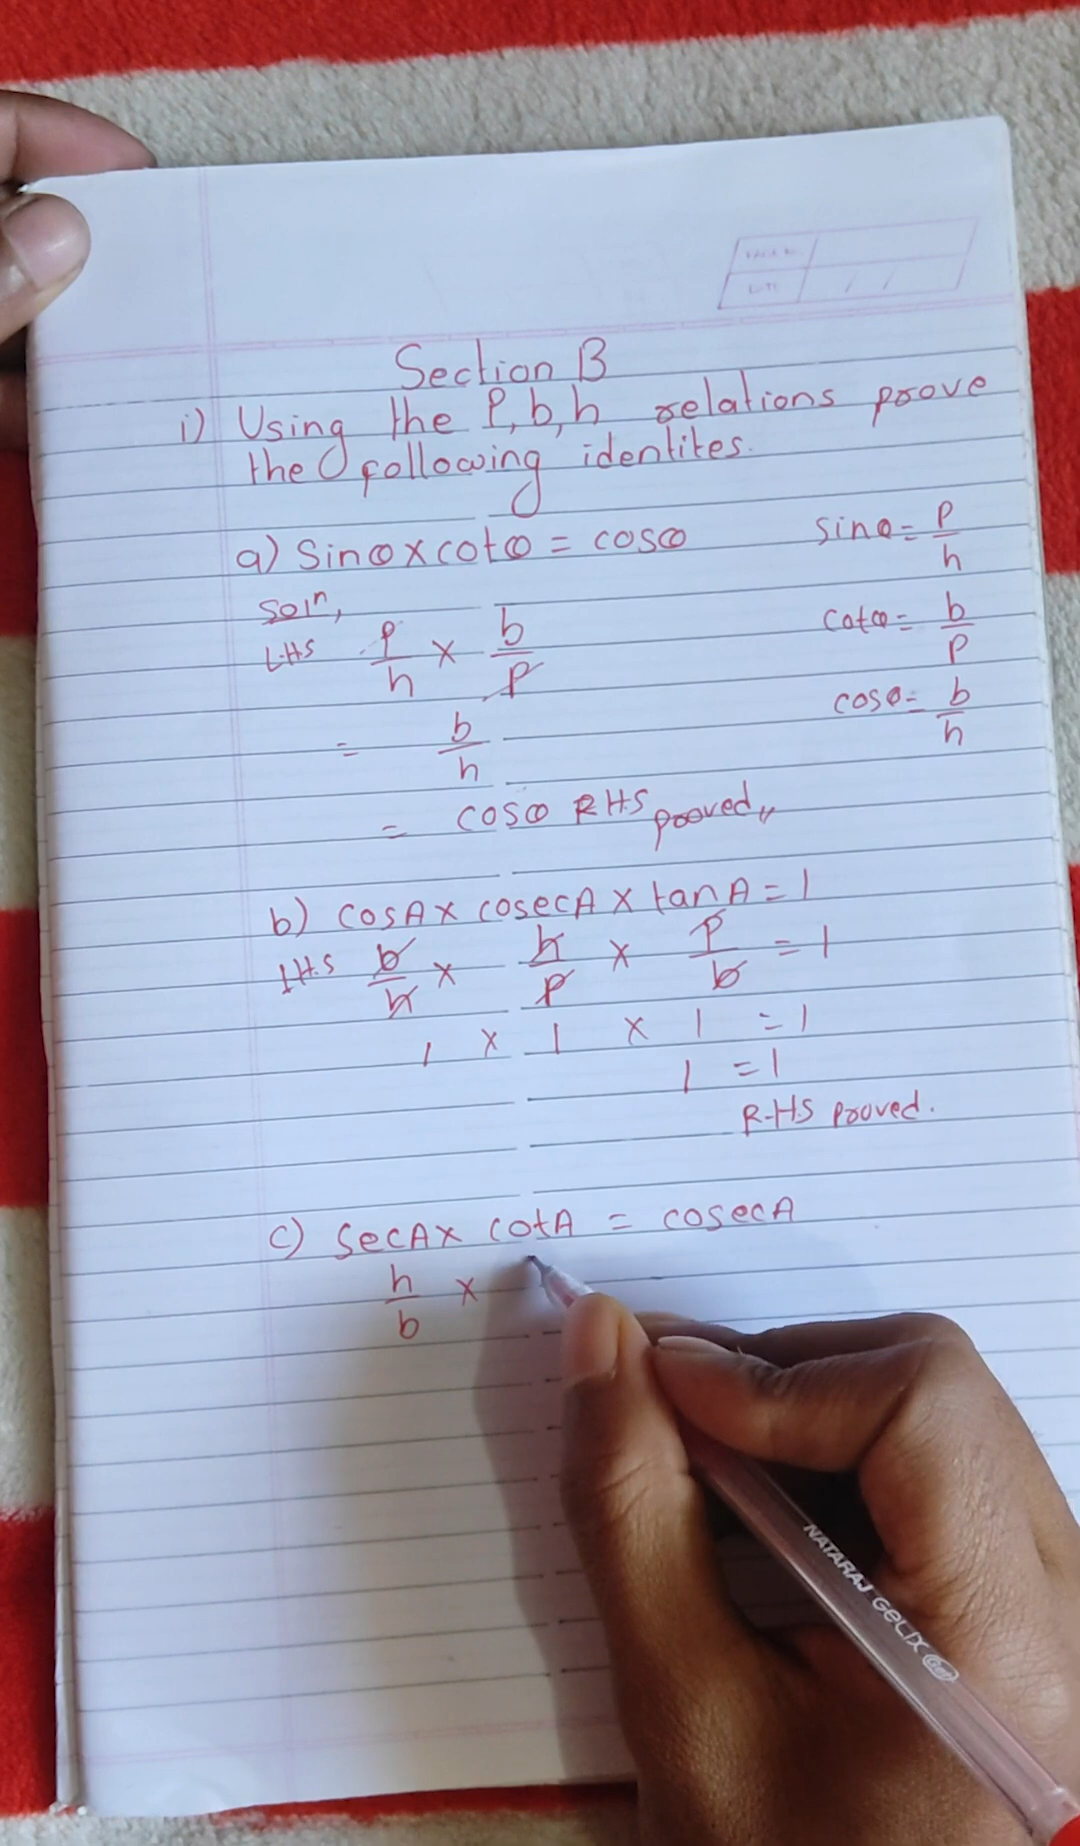 Section B
i) Using the P, b, h relations prove
the following identites.
a) Sinθ × cotθ = cosθ
sinθ = p/h
Solⁿ,
LHS p/h × b/p
cotθ = b/p
= b/h
cosθ = b/h
= cosθ RHS proved,,
b) cosA × cosecA × tanA = 1
LHS b/h × h/p × p/b = 1
1 × 1 × 1 = 1
1 = 1
RHS proved.
c) SecA × cotA = cosecA
h/b ×
NATARAJ GELIX Gel